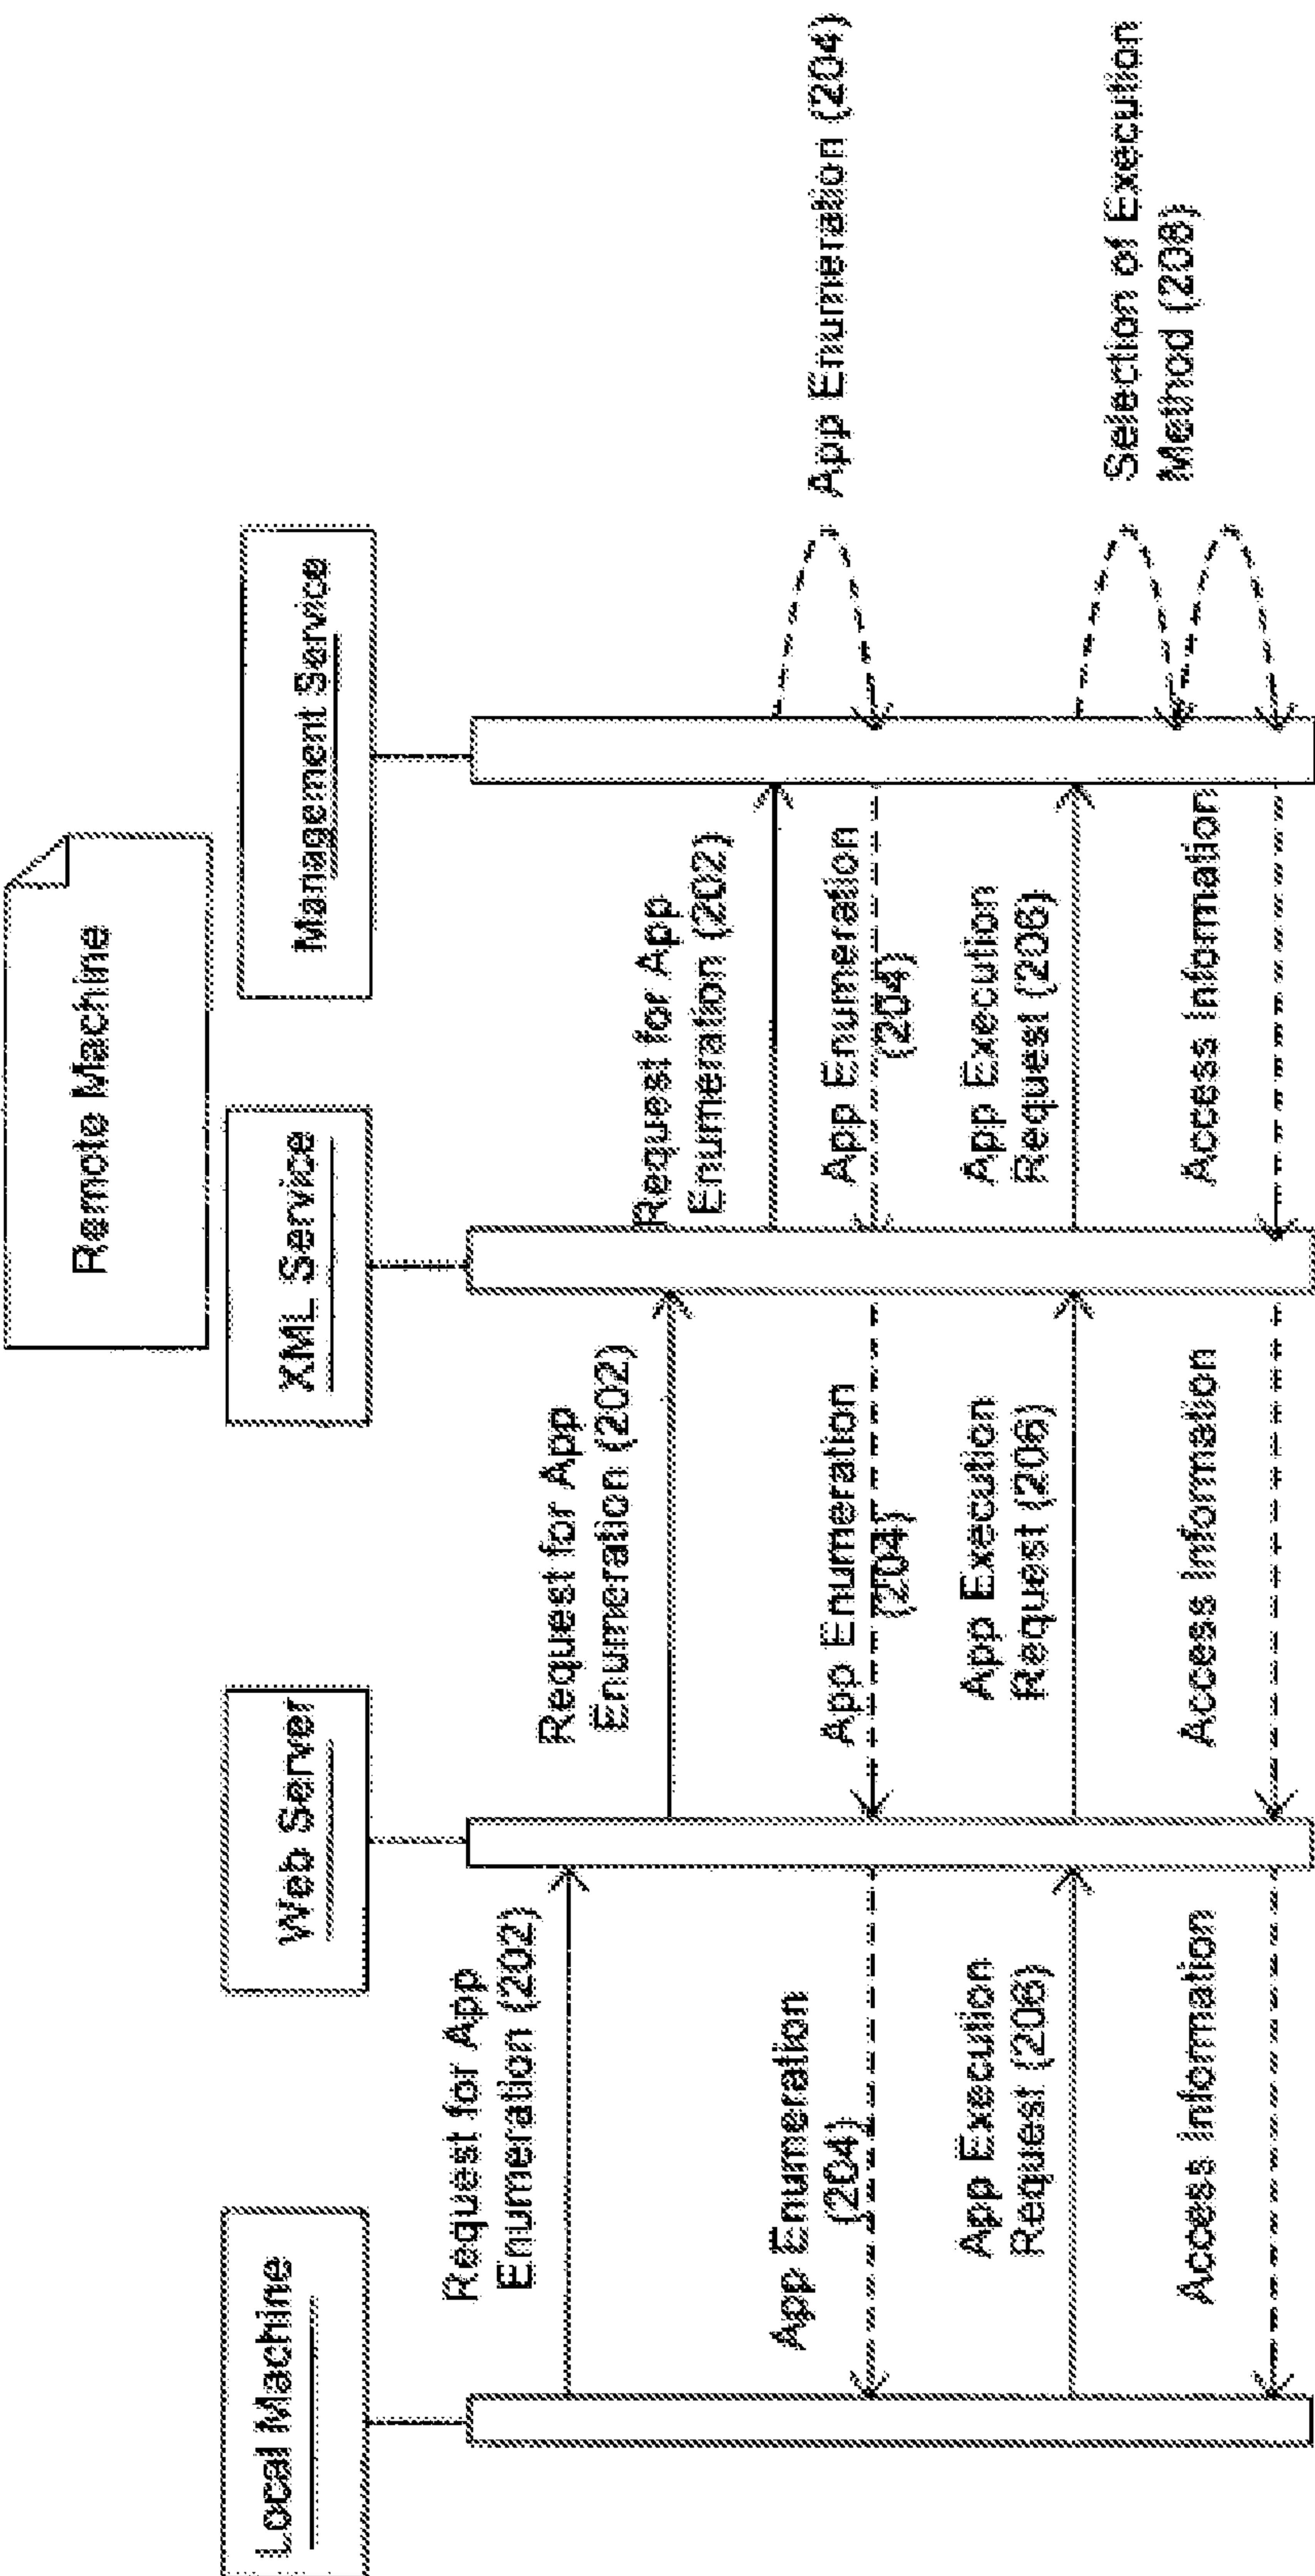 Remote Machine
Local Machine
Web Server
XML Service
Management Service
Request for App
Enumeration (202)
Request for App
Enumeration (202)
Request for App
Enumeration (202)
App Enumeration (204)
App Enumeration
(204)
App Enumeration
(204)
App Enumeration
(204)
App Execution
Request (206)
App Execution
Request (206)
App Execution
Request (206)
Selection of Execution
Method (208)
Access Information
Access Information
Access Information